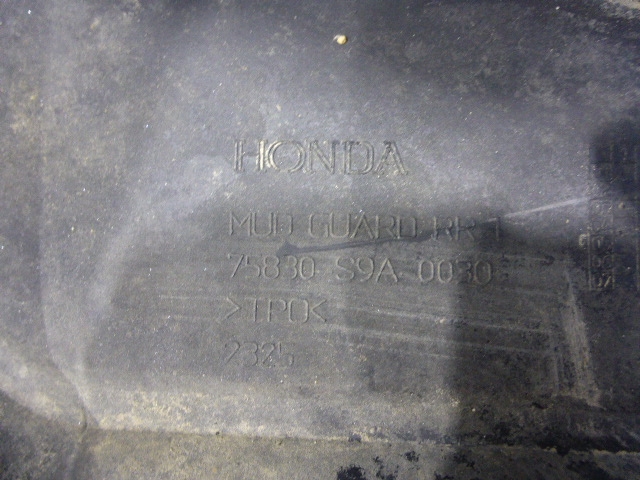 HONDA
MUD GUARD RR L
75830 S9A 0030
>TPO<
2325